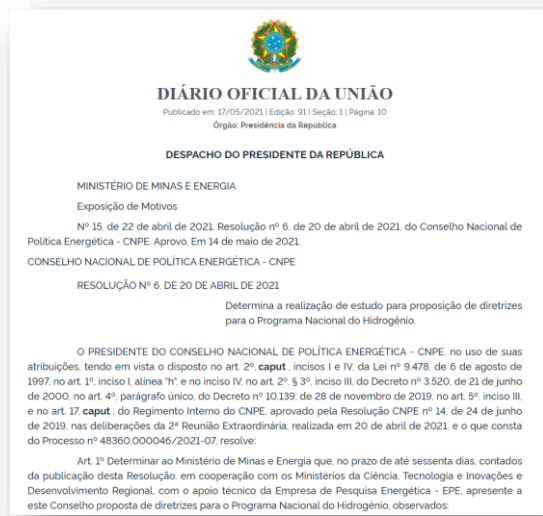 DIÁRIO OFICIAL DA UNIÃO
Publicado em: 17/05/2021 | Edição: 91 | Seção: 1 | Página: 10
Órgão: Presidência da República
DESPACHO DO PRESIDENTE DA REPÚBLICA
MINISTÉRIO DE MINAS E ENERGIA
Exposição de Motivos
Nº 15, de 22 de abril de 2021. Resolução nº 6, de 20 de abril de 2021, do Conselho Nacional de
Política Energética - CNPE. Aprovo. Em 14 de maio de 2021.
CONSELHO NACIONAL DE POLÍTICA ENERGÉTICA - CNPE
RESOLUÇÃO Nº 6, DE 20 DE ABRIL DE 2021
Determina a realização de estudo para proposição de diretrizes
para o Programa Nacional do Hidrogênio.
O PRESIDENTE DO CONSELHO NACIONAL DE POLÍTICA ENERGÉTICA - CNPE, no uso de suas
atribuições, tendo em vista o disposto no art. 2º, caput, incisos I e IV, da Lei nº 9.478, de 6 de agosto de
1997, no art. 1º, inciso I, alínea "h", e no inciso IV, no art. 2º, § 3º, inciso III, do Decreto nº 3.520, de 21 de junho
de 2000, no art. 4º, parágrafo único, do Decreto nº 10.139, de 28 de novembro de 2019, no art. 5º, inciso III,
e no art. 17, caput, do Regimento Interno do CNPE, aprovado pela Resolução CNPE nº 14, de 24 de junho
de 2019, nas deliberações da 2ª Reunião Extraordinária, realizada em 20 de abril de 2021, e o que consta
do Processo nº 48360.000046/2021-07, resolve:
Art. 1º Determinar ao Ministério de Minas e Energia que, no prazo de até sessenta dias, contados
da publicação desta Resolução, em cooperação com os Ministérios da Ciência, Tecnologia e Inovações e
Desenvolvimento Regional, com o apoio técnico da Empresa de Pesquisa Energética - EPE, apresente a
este Conselho proposta de diretrizes para o Programa Nacional do Hidrogênio, observados: